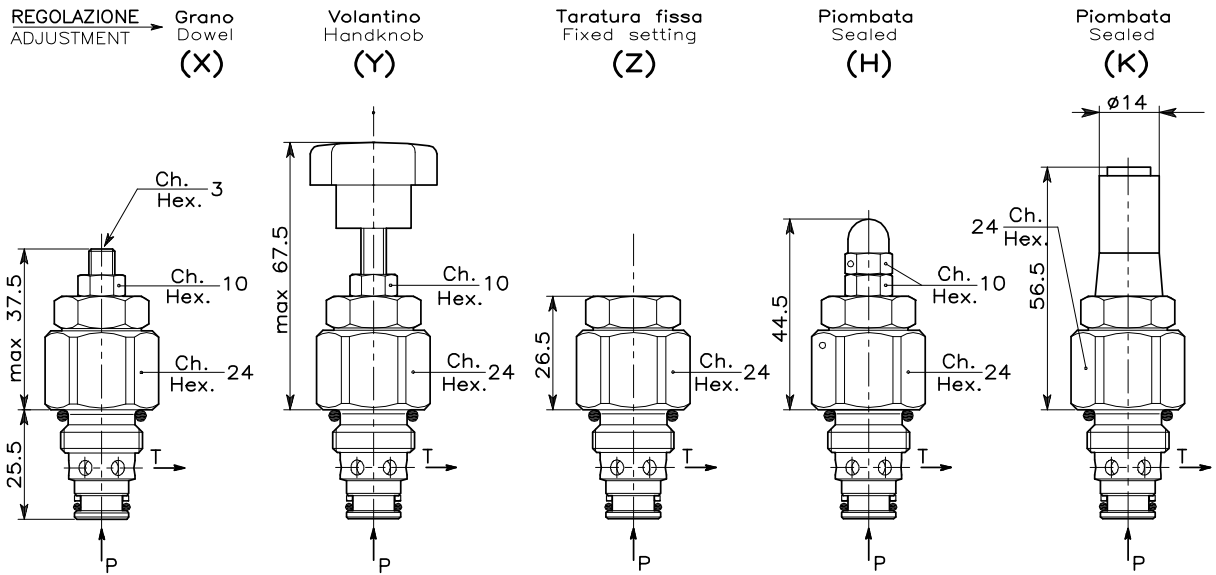 REGOLAZIONE
ADJUSTMENT
Grano
Dowel
(X)
Volantino
Handknob
(Y)
Taratura fissa
Fixed setting
(Z)
Piombata
Sealed
(H)
Piombata
Sealed
(K)
Ch.
Hex. 3
Ch.
Hex. 10
Ch.
Hex. 24
max 37.5
25.5
T
P
max 67.5
Ch.
Hex. 10
Ch.
Hex. 24
T
P
26.5
Ch.
Hex. 24
T
P
44.5
Ch.
Hex. 10
Ch.
Hex. 24
T
P
ø14
24 Ch.
Hex.
56.5
T
P